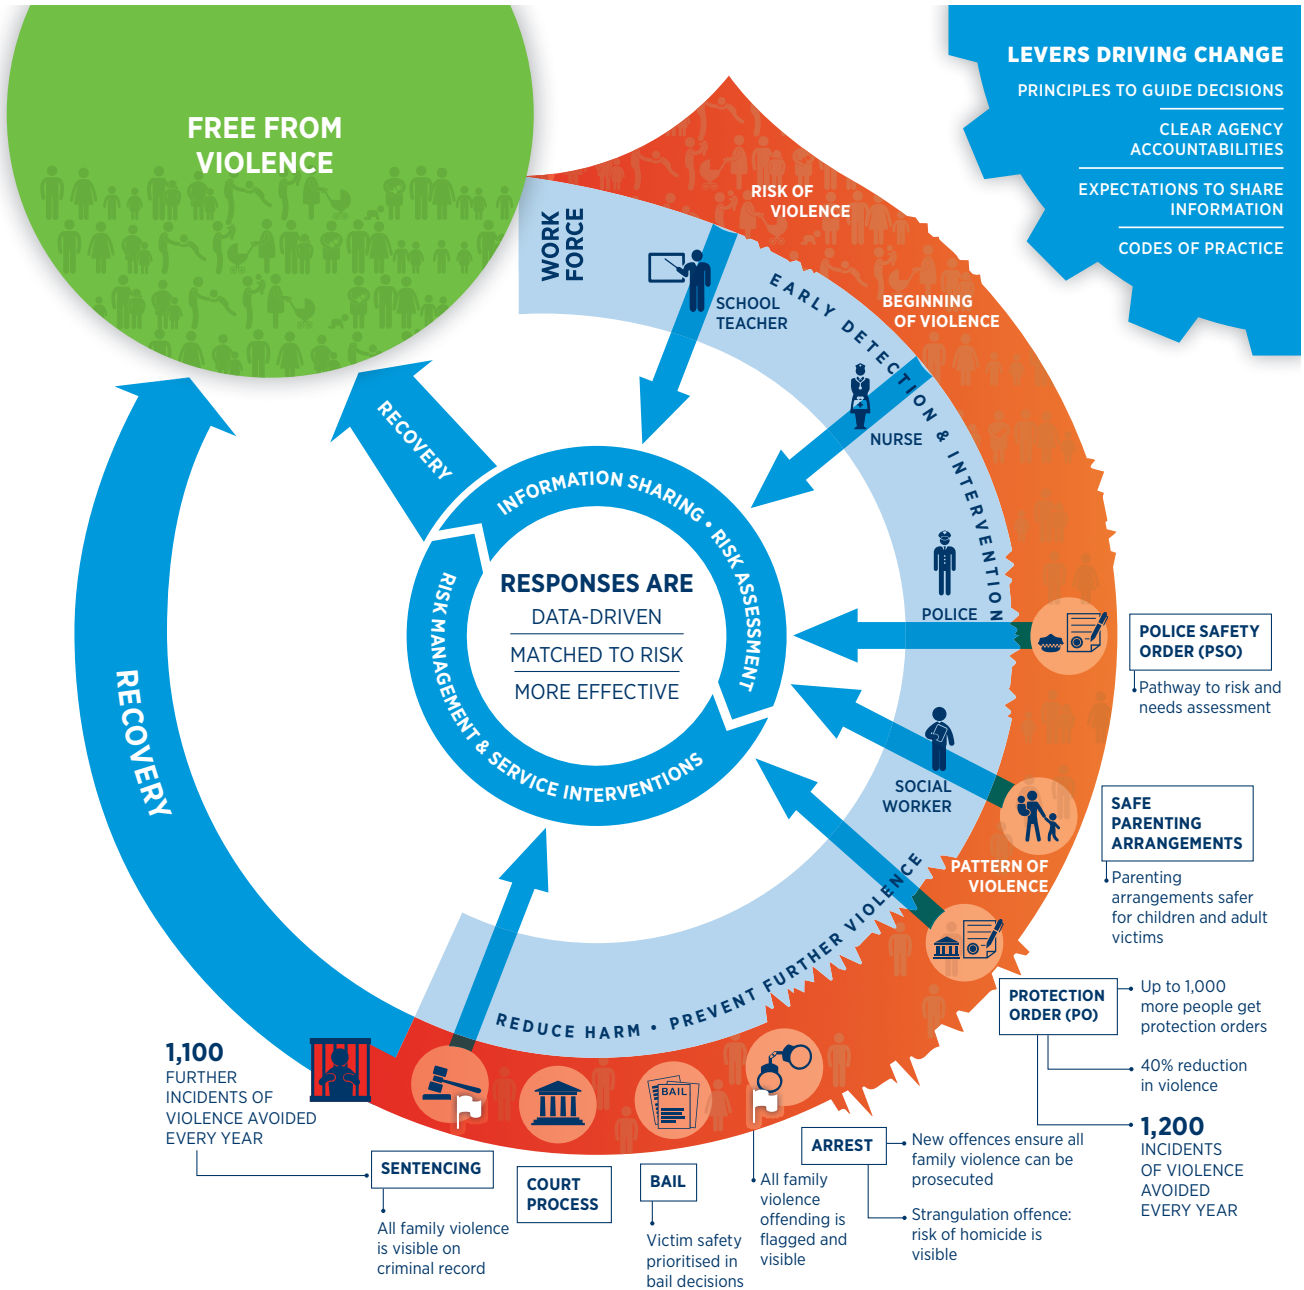 FREE FROM
VIOLENCE
LEVERS DRIVING CHANGE
PRINCIPLES TO GUIDE DECISIONS
CLEAR AGENCY
ACCOUNTABILITIES
EXPECTATIONS TO SHARE
INFORMATION
CODES OF PRACTICE
RISK OF
VIOLENCE
WORK
FORCE
SCHOOL
TEACHER
EARLY DETECTION & INTERVENTION
BEGINNING
OF VIOLENCE
NURSE
RECOVERY
INFORMATION SHARING • RISK ASSESSMENT
RISK MANAGEMENT & SERVICE INTERVENTIONS
RESPONSES ARE
DATA-DRIVEN
MATCHED TO RISK
MORE EFFECTIVE
POLICE
POLICE SAFETY
ORDER (PSO)
Pathway to risk and
needs assessment
RECOVERY
SOCIAL
WORKER
SAFE
PARENTING
ARRANGEMENTS
Parenting
arrangements safer
for children and adult
victims
PATTERN OF
VIOLENCE
REDUCE HARM • PREVENT FURTHER VIOLENCE
PROTECTION
ORDER (PO)
Up to 1,000
more people get
protection orders
40% reduction
in violence
1,200
INCIDENTS
OF VIOLENCE
AVOIDED
EVERY YEAR
1,100
FURTHER
INCIDENTS OF
VIOLENCE AVOIDED
EVERY YEAR
BAIL
SENTENCING
All family violence
is visible on
criminal record
COURT
PROCESS
BAIL
Victim safety
prioritised in
bail decisions
All family
violence
offending is
flagged and
visible
ARREST
New offences ensure all
family violence can be
prosecuted
Strangulation offence:
risk of homicide is
visible